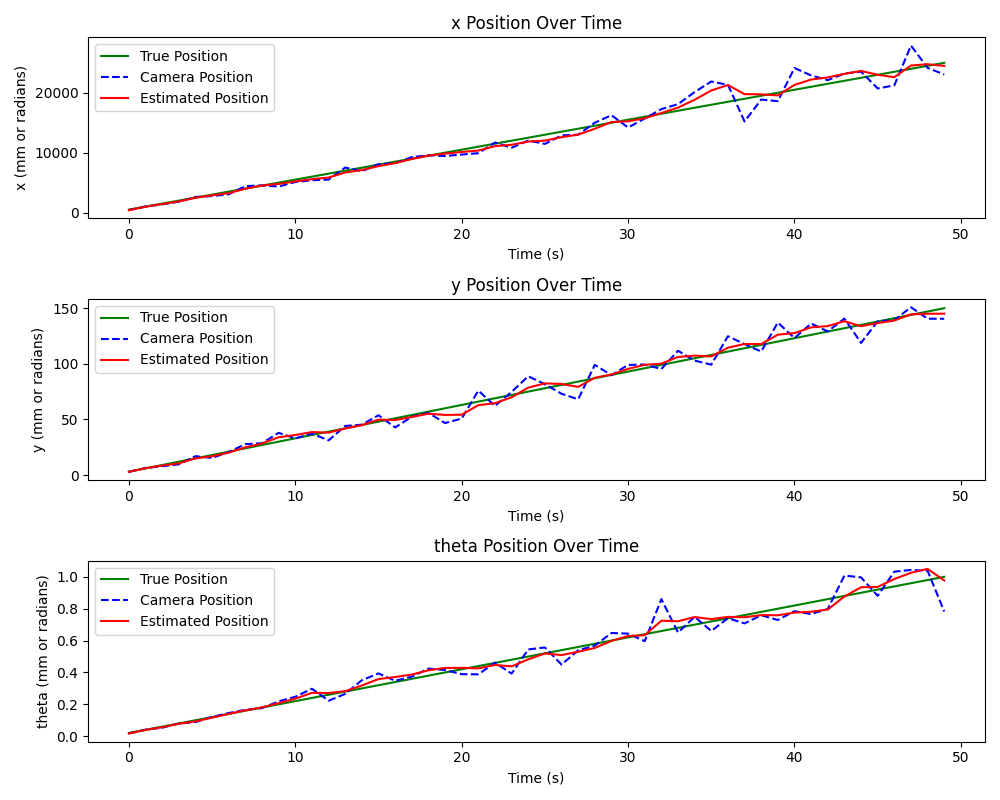 x Position Over Time
True Position
Camera Position
Estimated Position
x (mm or radians)
20000
10000
0
0 10 20 30 40 50
Time (s)
y Position Over Time
True Position
Camera Position
Estimated Position
y (mm or radians)
150
100
50
0
0 10 20 30 40 50
Time (s)
theta Position Over Time
True Position
Camera Position
Estimated Position
theta (mm or radians)
1.0
0.8
0.6
0.4
0.2
0.0
0 10 20 30 40 50
Time (s)